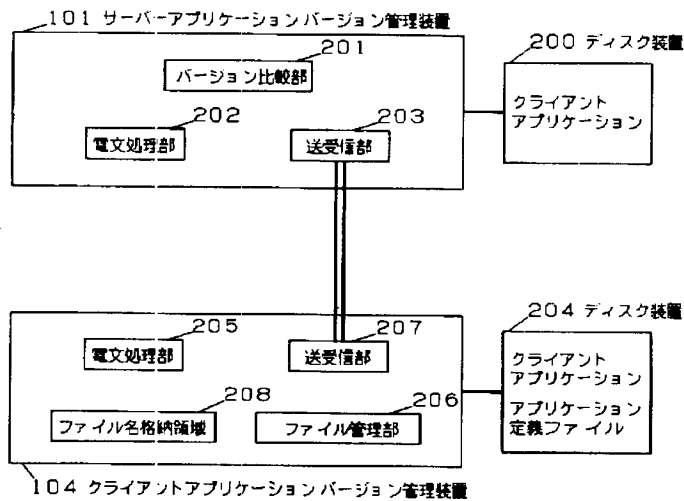 101 サーバーアプリケーションバージョン管理装置
201
バージョン比較部
202
電文処理部
203
送受信部
200 ディスク装置
クライアント
アプリケーション
205
電文処理部
207
送受信部
208
ファイル名格納領域
206
ファイル管理部
204 ディスク装置
クライアント
アプリケーション
アプリケーション
定義ファイル
104 クライアントアプリケーションバージョン管理装置